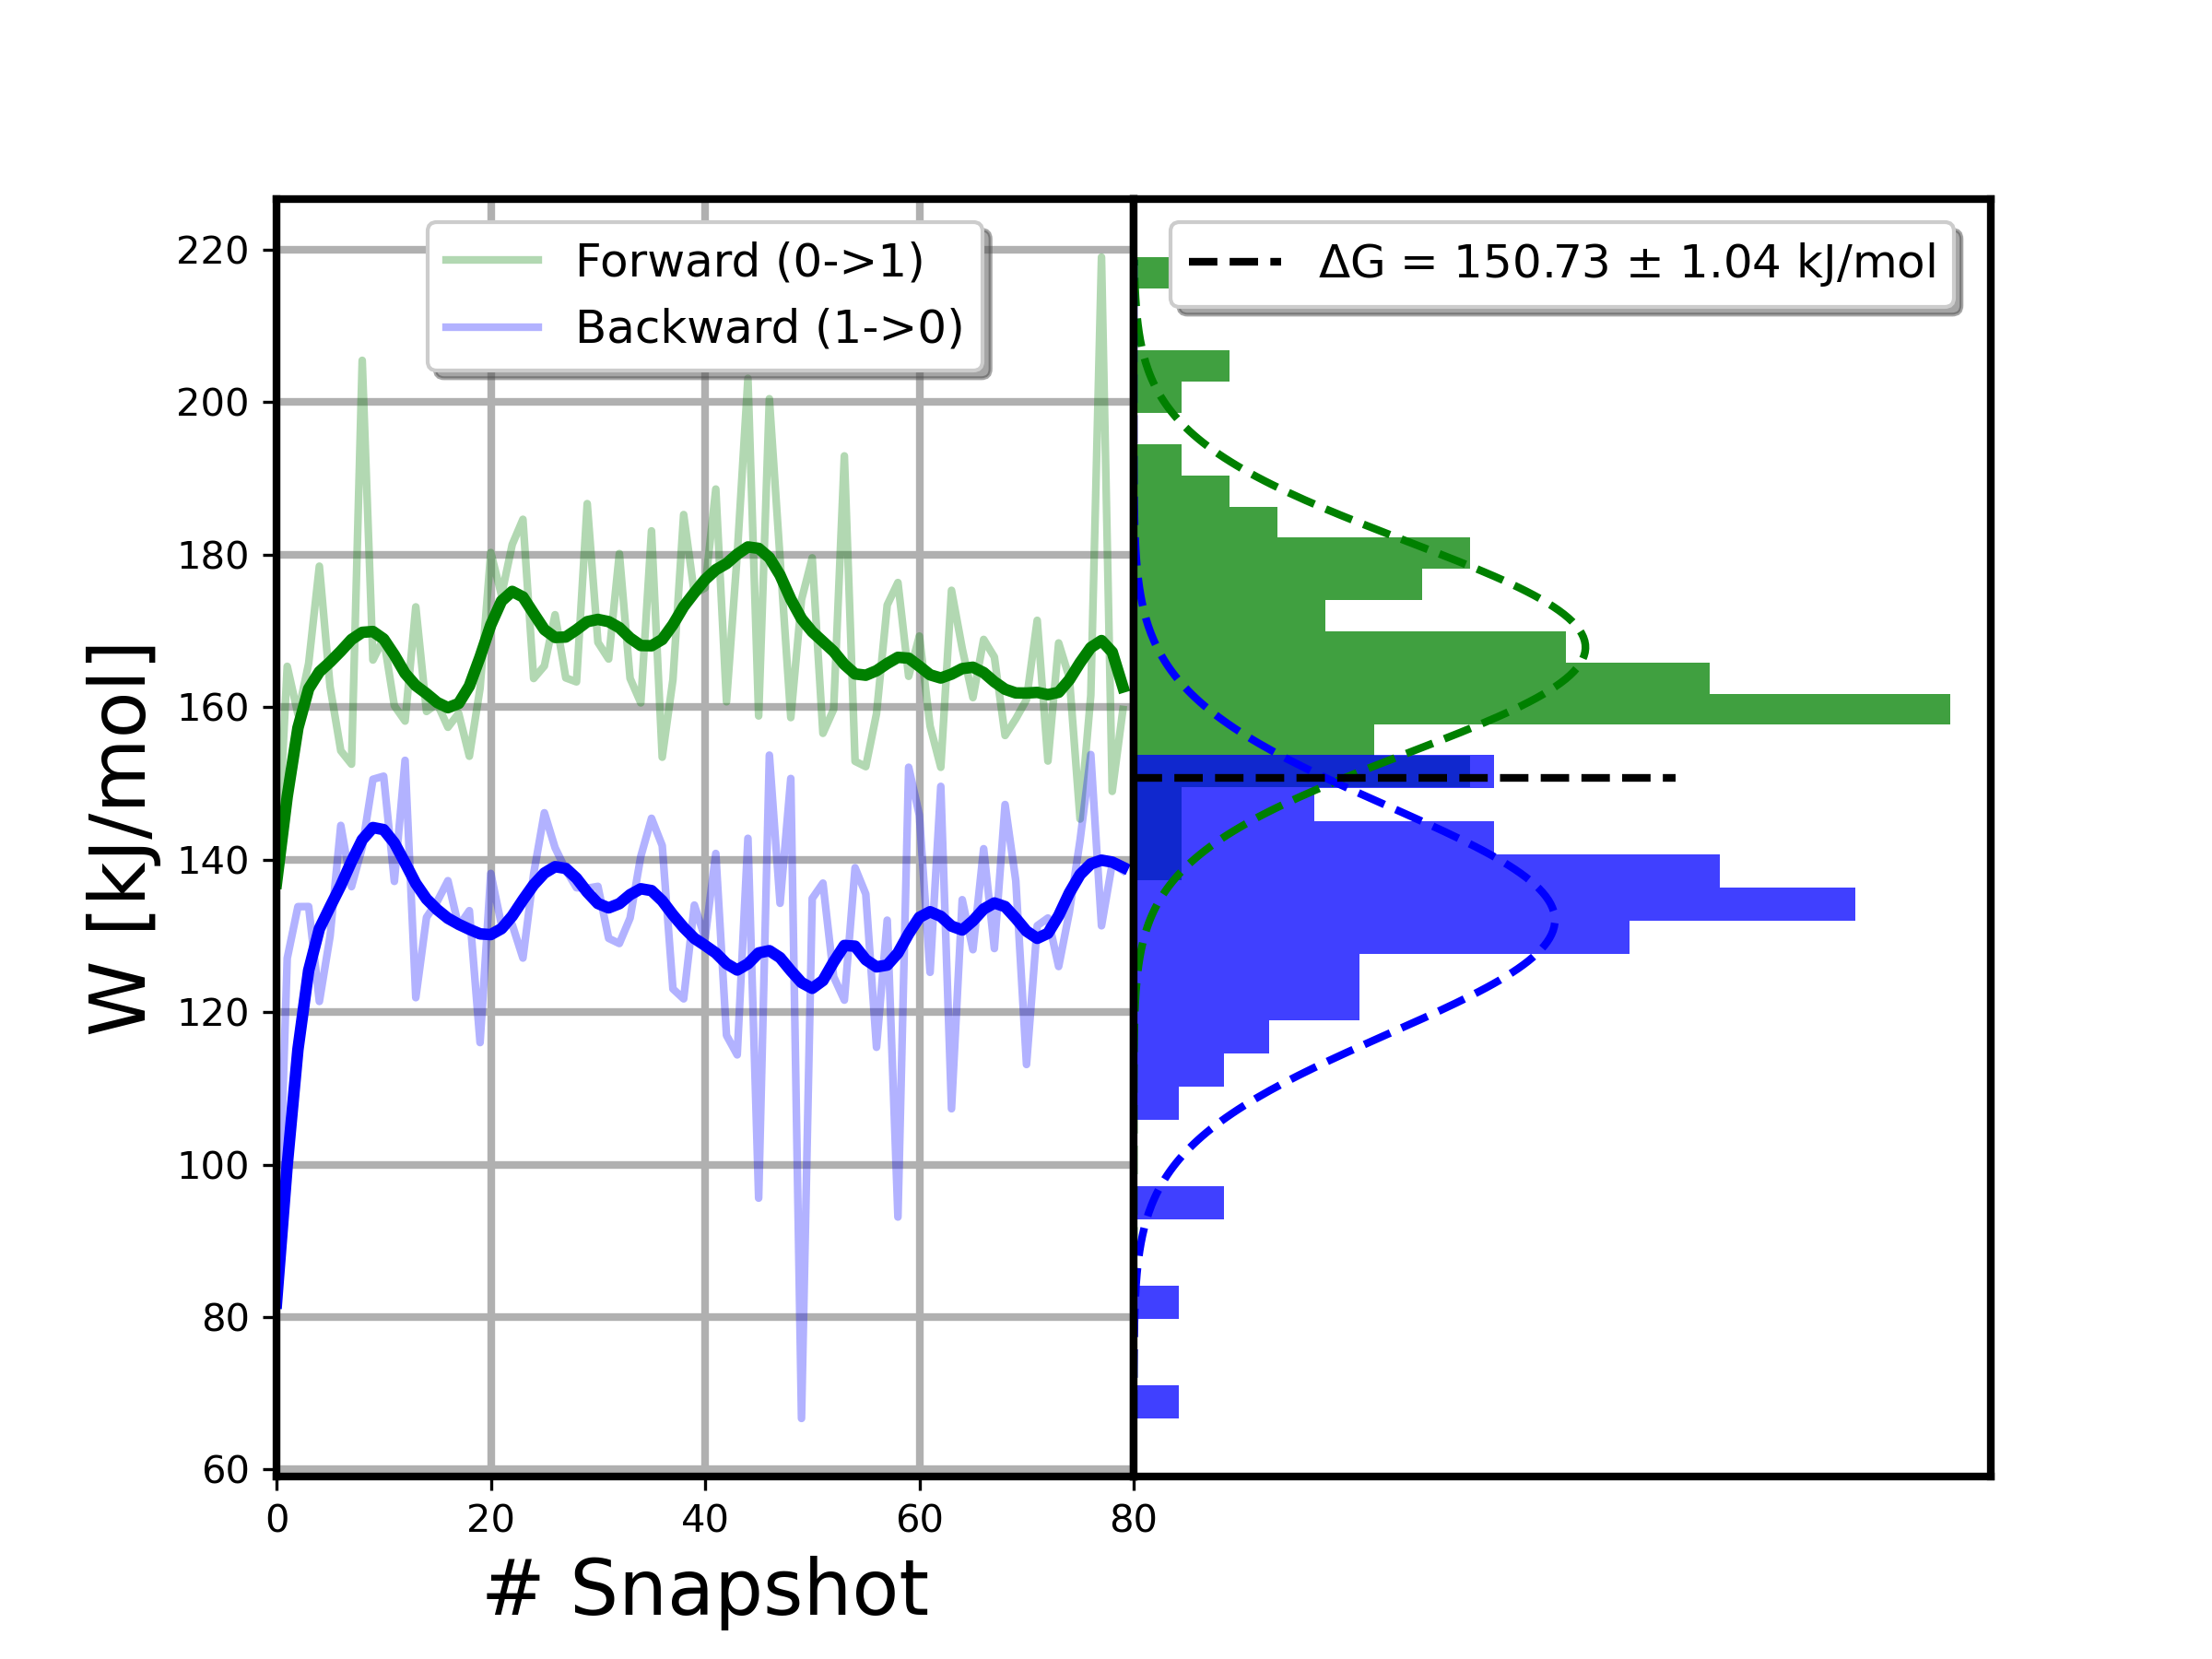 Forward (0->1)
Backward (1->0)
ΔG = 150.73 ± 1.04 kJ/mol
W [kJ/mol]
220
200
180
160
140
120
100
80
60
0 20 40 60 80
# Snapshot